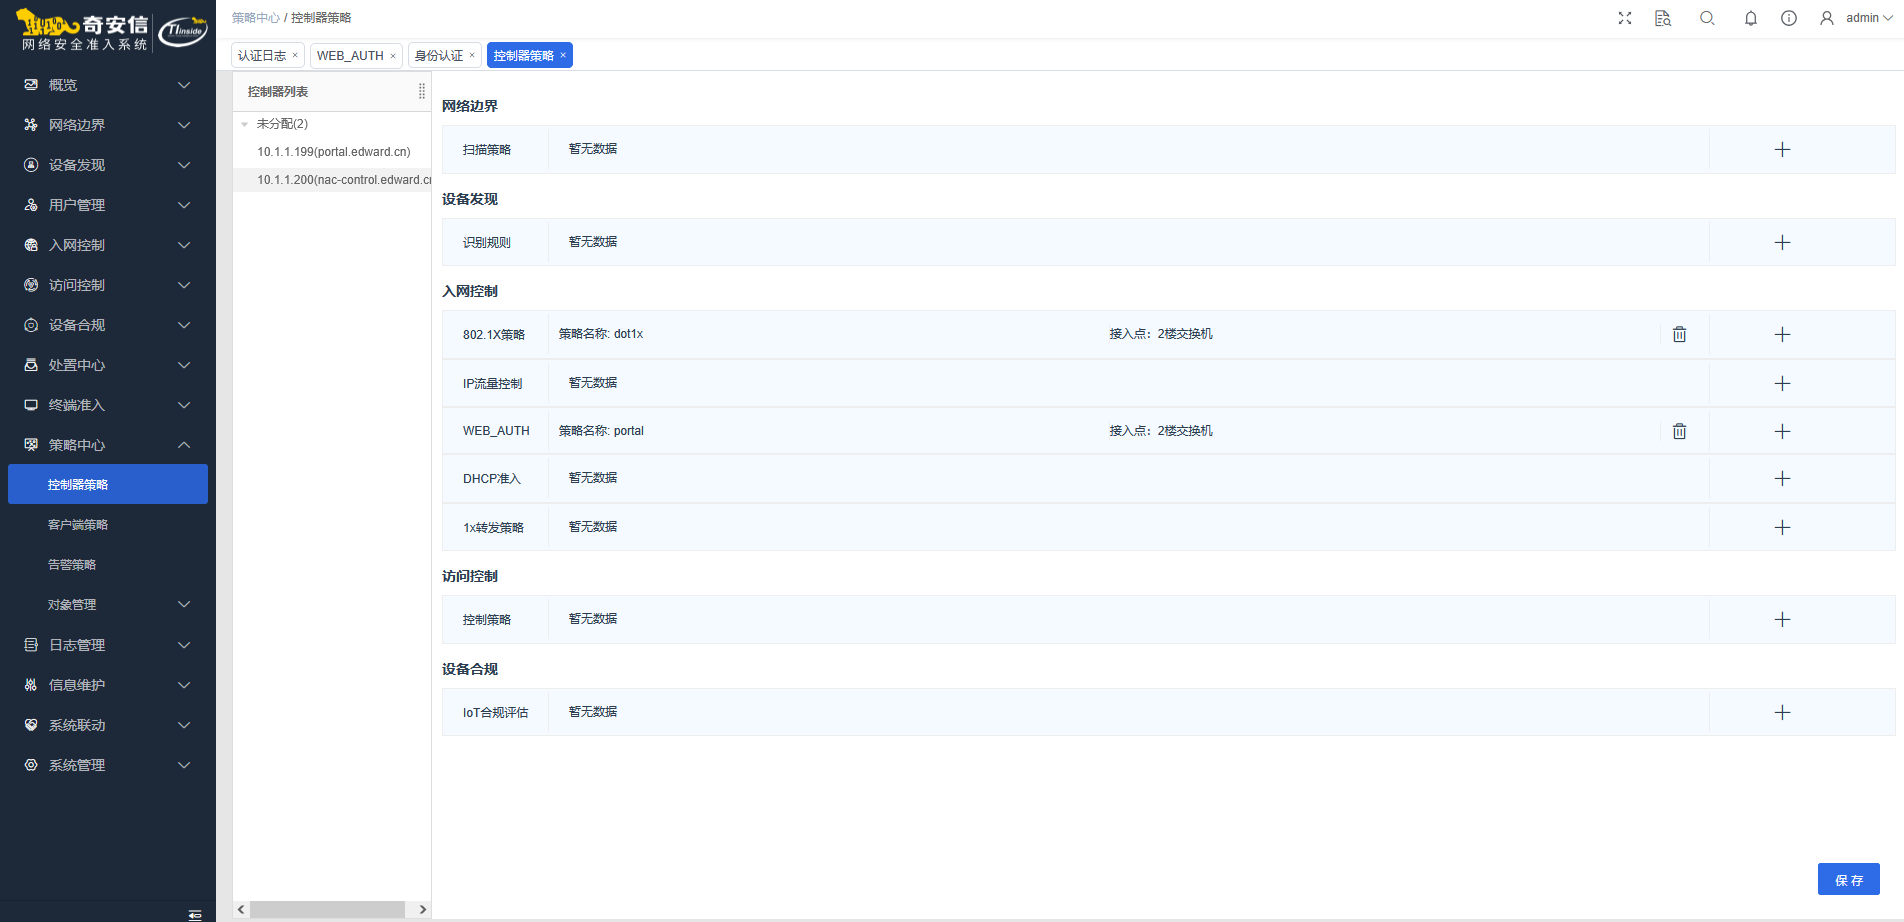 奇安信
网络安全准入系统
TI inside
策略中心 / 控制器策略
admin
认证日志 ×
WEB_AUTH ×
身份认证 ×
控制器策略 ×
概览
网络边界
设备发现
用户管理
入网控制
访问控制
设备合规
处置中心
终端准入
策略中心
控制器策略
客户端策略
告警策略
对象管理
日志管理
信息维护
系统联动
系统管理
控制器列表
未分配(2)
10.1.1.199(portal.edward.cn)
10.1.1.200(nac-control.edward.cn
网络边界
扫描策略 暂无数据
设备发现
识别规则 暂无数据
入网控制
802.1X策略 策略名称: dot1x 接入点：2楼交换机
IP流量控制 暂无数据
WEB_AUTH 策略名称: portal 接入点：2楼交换机
DHCP准入 暂无数据
1x转发策略 暂无数据
访问控制
控制策略 暂无数据
设备合规
IoT合规评估 暂无数据
保 存